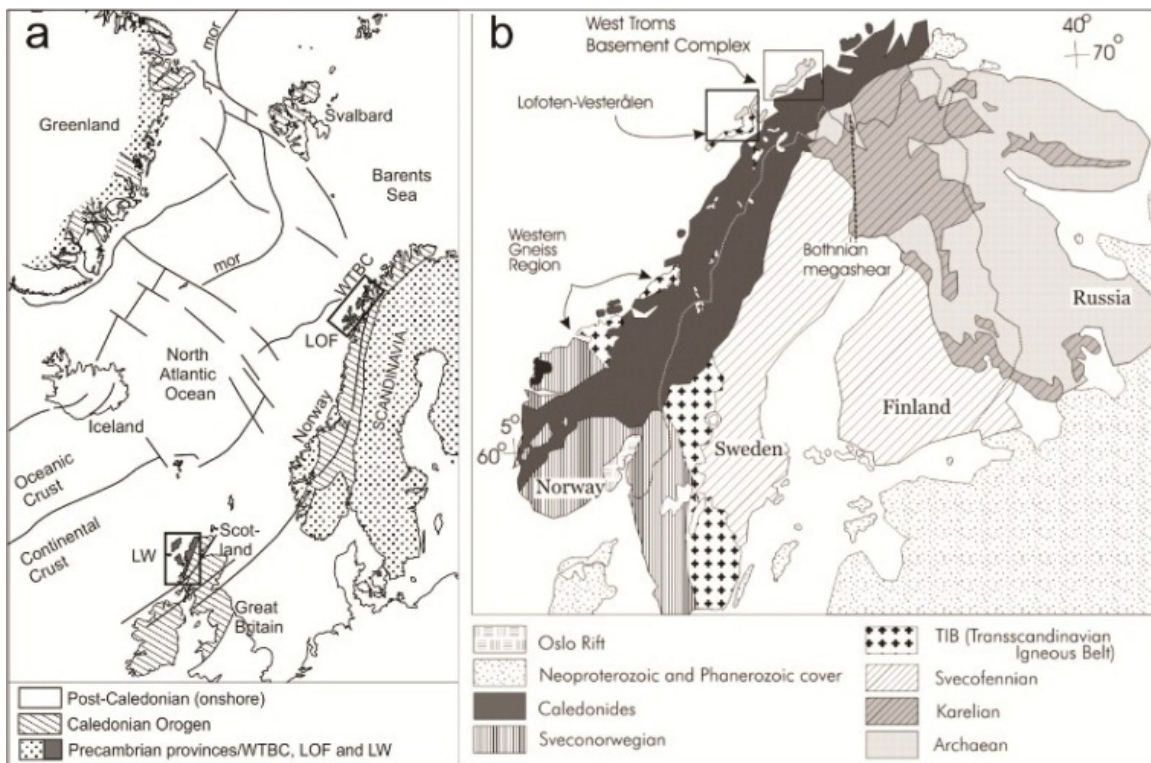 a
mor
Greenland
Svalbard
Barents
Sea
mor
WTBC
LOF
North
Atlantic
Ocean
Iceland
Norway
SCANDINAVIA
Oceanic
Crust
Continental
Crust
LW
Scot-
land
Great
Britain
Post-Caledonian (onshore)
Caledonian Orogen
Precambrian provinces/WTBC, LOF and LW
b
West Troms
Basement Complex
40°
70°
Lofoten-Vesterålen
Western
Gneiss
Region
Bothnian
megashear
Russia
Finland
Sweden
5°
60°
Norway
Oslo Rift
Neoproterozoic and Phanerozoic cover
Caledonides
Sveconorwegian
TIB (Transscandinavian
Igneous Belt)
Svecofennian
Karelian
Archaean